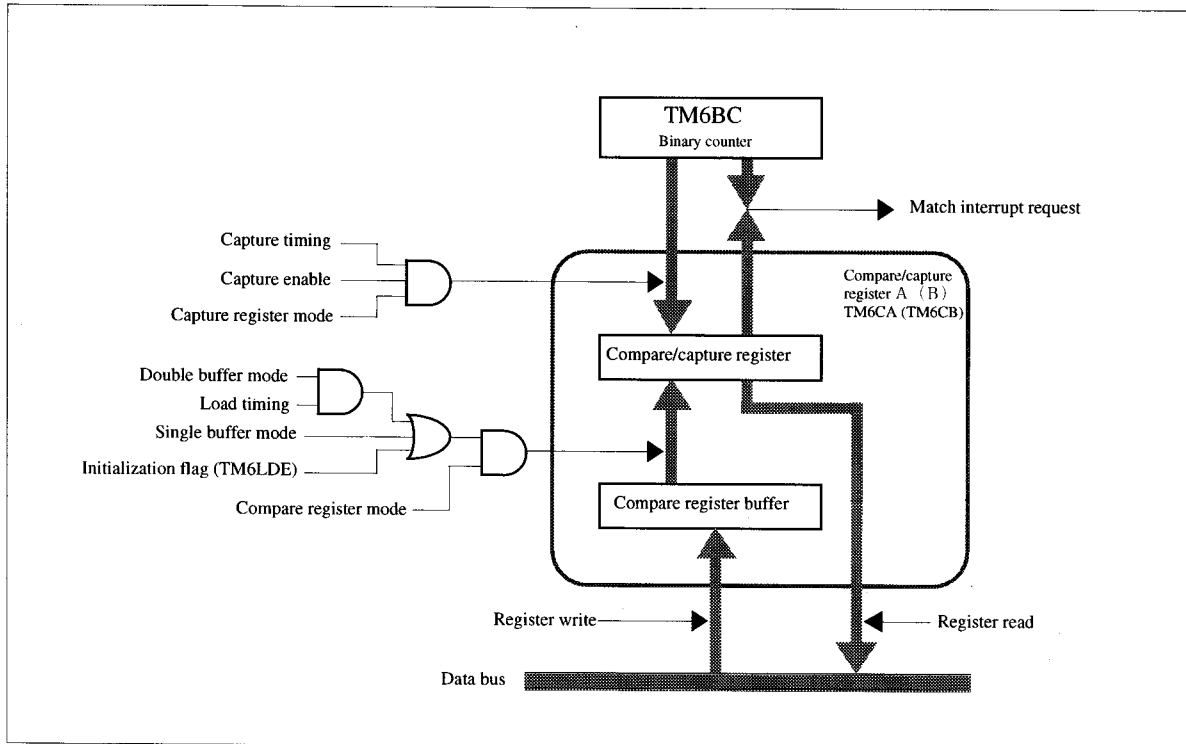 TM6BC
Binary counter
Match interrupt request
Capture timing
Capture enable
Capture register mode
Compare/capture
register A (B)
TM6CA (TM6CB)
Compare/capture register
Double buffer mode
Load timing
Single buffer mode
Initialization flag (TM6LDE)
Compare register mode
Compare register buffer
Register write
Register read
Data bus